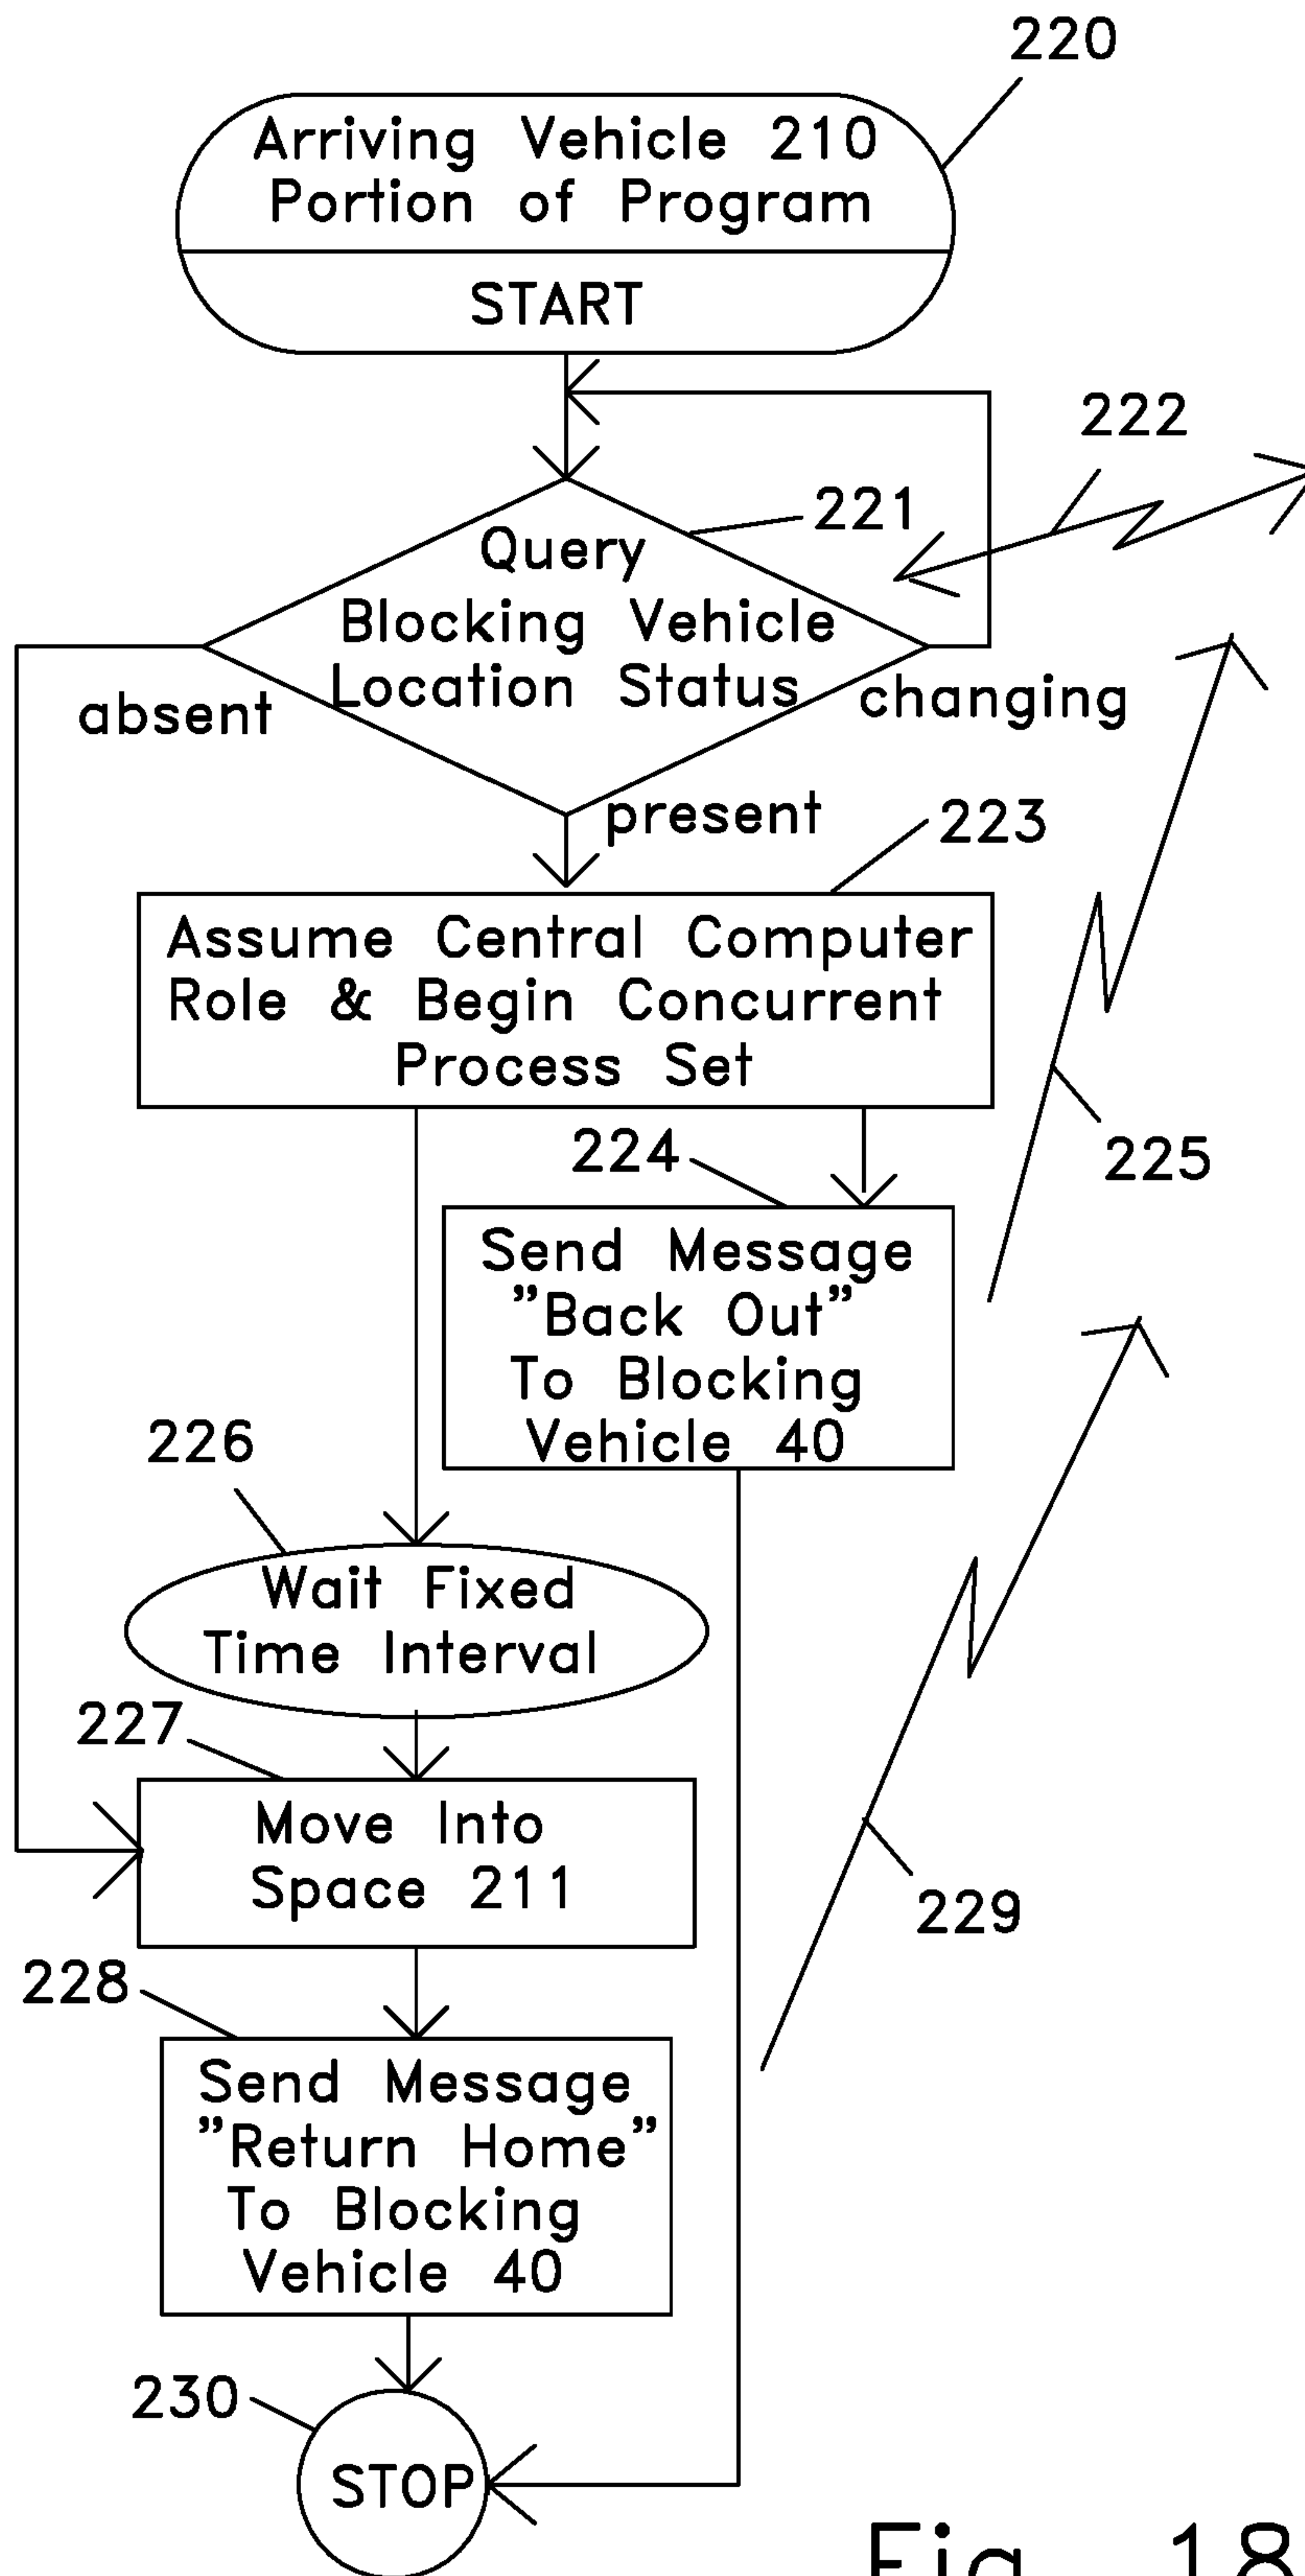 220
Arriving Vehicle 210
Portion of Program
START
222
221
Query
Blocking Vehicle
Location Status
absent
changing
present
223
Assume Central Computer
Role & Begin Concurrent
Process Set
224
225
Send Message
"Back Out"
To Blocking
Vehicle 40
226
Wait Fixed
Time Interval
227
Move Into
Space 211
229
228
Send Message
"Return Home"
To Blocking
Vehicle 40
230
STOP
Fig. 18